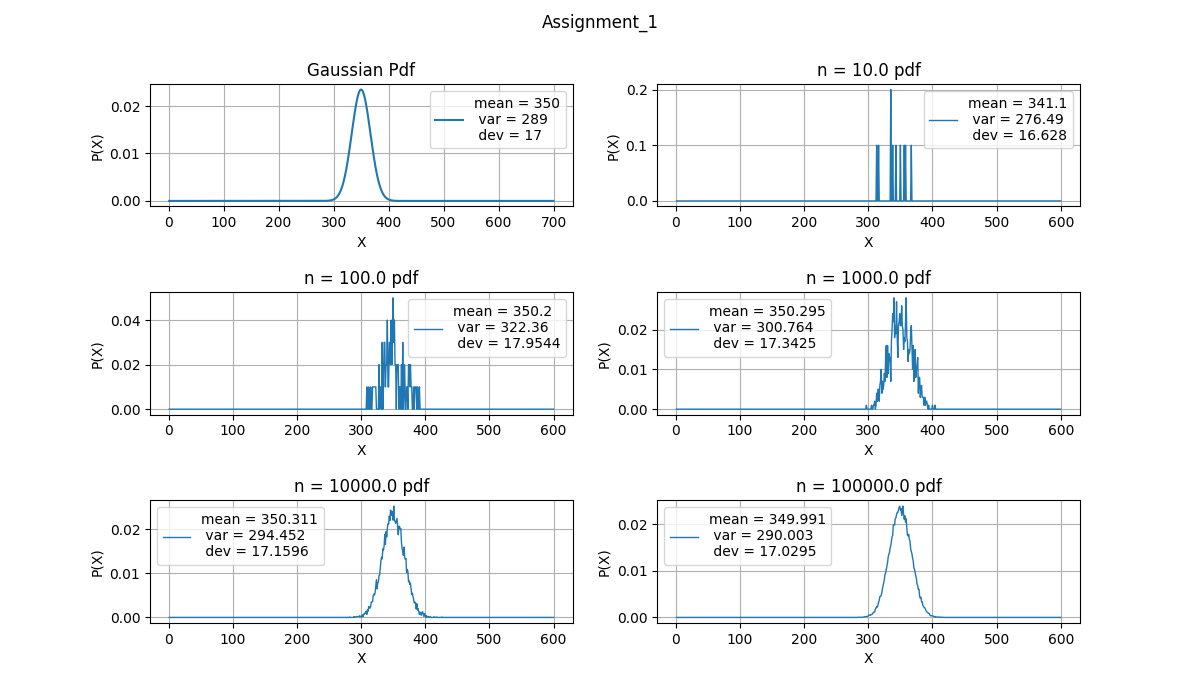 Assignment_1
Gaussian Pdf
mean = 350
var = 289
dev = 17
0.02
0.01
0.00
P(X)
0 100 200 300 400 500 600 700
X
n = 10.0 pdf
mean = 341.1
var = 276.49
dev = 16.628
0.2
0.1
0.0
P(X)
0 100 200 300 400 500 600
X
n = 100.0 pdf
mean = 350.2
var = 322.36
dev = 17.9544
0.04
0.02
0.00
P(X)
0 100 200 300 400 500 600
X
n = 1000.0 pdf
mean = 350.295
var = 300.764
dev = 17.3425
0.02
0.01
0.00
P(X)
0 100 200 300 400 500 600
X
n = 10000.0 pdf
mean = 350.311
var = 294.452
dev = 17.1596
0.02
0.01
0.00
P(X)
0 100 200 300 400 500 600
X
n = 100000.0 pdf
mean = 349.991
var = 290.003
dev = 17.0295
0.02
0.01
0.00
P(X)
0 100 200 300 400 500 600
X